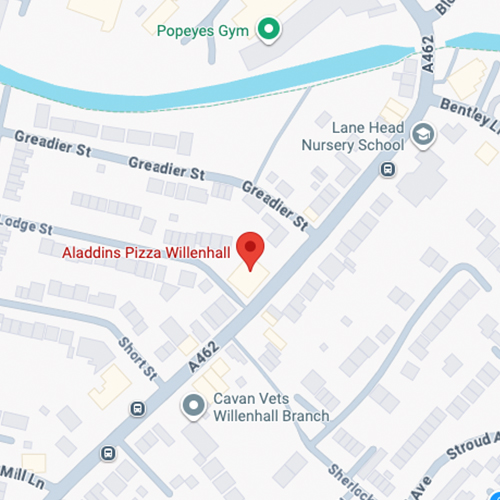 Popeyes Gym
A462
Bentley L
Lane Head
Nursery School
Greadier St
Greadier St
Greadier St
Lodge St
Aladdins Pizza Willenhall
Short St
A462
Cavan Vets
Willenhall Branch
Mill Ln
Stroud A
Sherloc
Ave